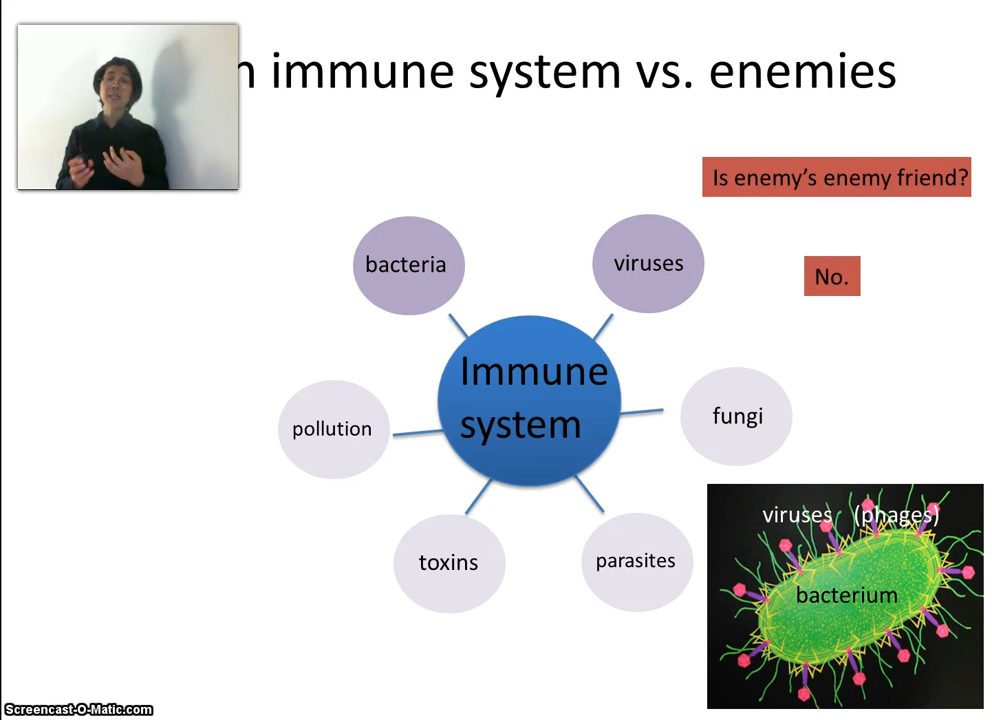 immune system vs. enemies
Is enemy's enemy friend?
No.
bacteria
viruses
Immune
system
pollution
fungi
toxins
parasites
viruses (phages)
bacterium
Screencast-O-Matic.com